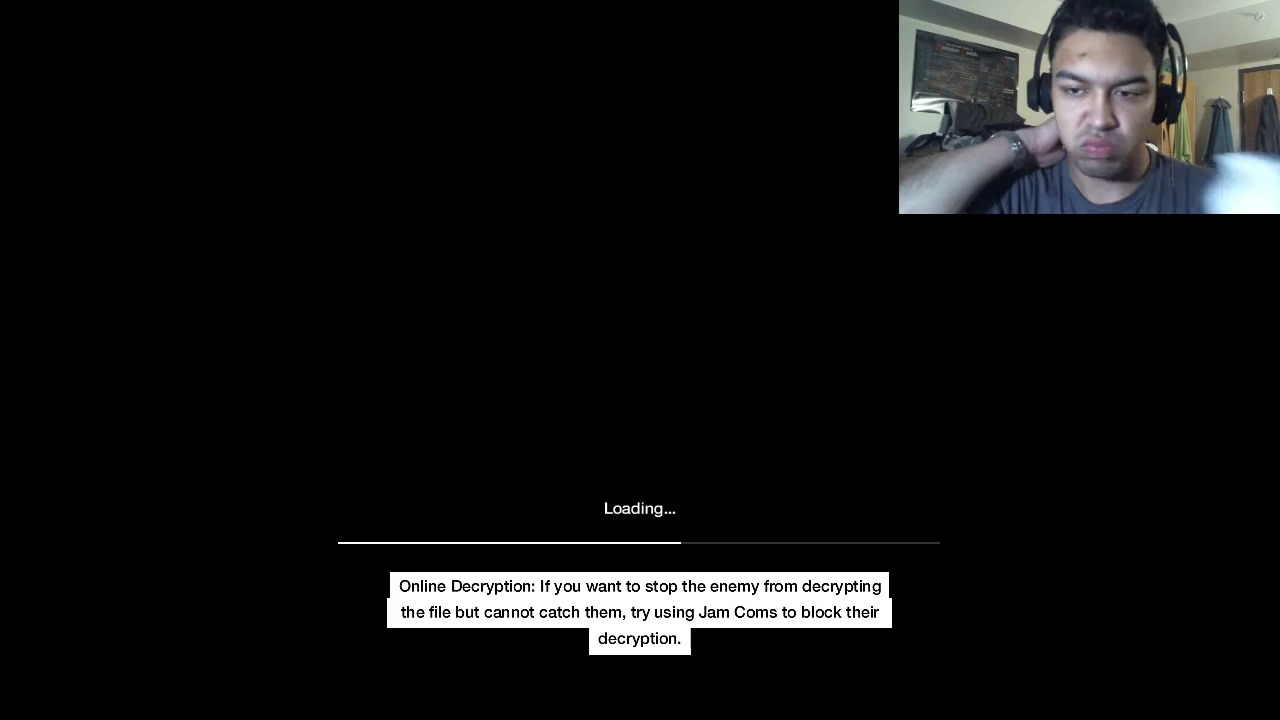 Loading...
Online Decryption: If you want to stop the enemy from decrypting
the file but cannot catch them, try using Jam Coms to block their
decryption.